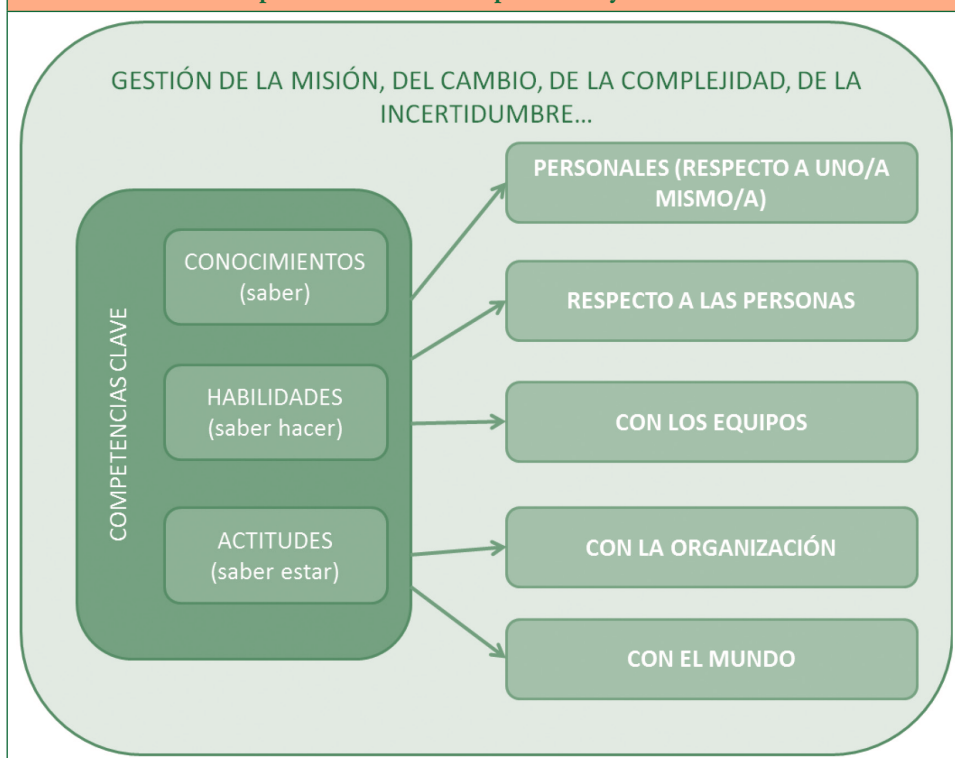 GESTIÓN DE LA MISIÓN, DEL CAMBIO, DE LA COMPLEJIDAD, DE LA
INCERTIDUMBRE...
COMPETENCIAS CLAVE
CONOCIMIENTOS
(saber)
HABILIDADES
(saber hacer)
ACTITUDES
(saber estar)
PERSONALES (RESPECTO A UNO/A
MISMO/A)
RESPECTO A LAS PERSONAS
CON LOS EQUIPOS
CON LA ORGANIZACIÓN
CON EL MUNDO